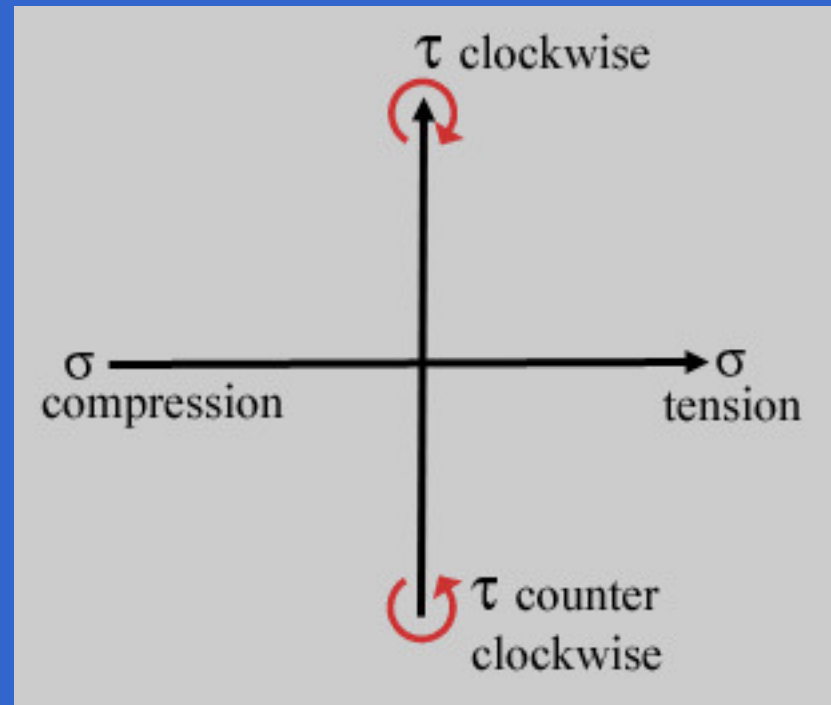 τ clockwise
σ
compression
σ
tension
τ counter
clockwise